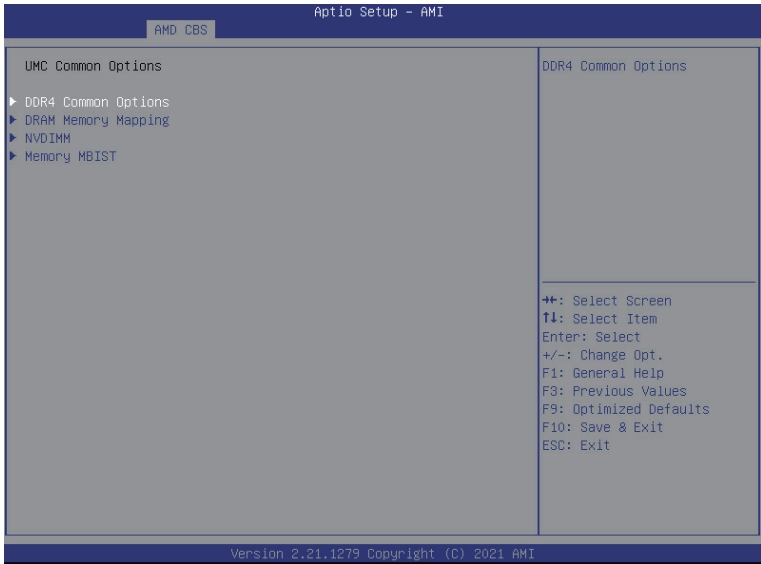 Aptio Setup – AMI
AMD CBS
UMC Common Options
DDR4 Common Options
DRAM Memory Mapping
NVDIMM
Memory MBIST
DDR4 Common Options
→←: Select Screen
↑↓: Select Item
Enter: Select
+/-: Change Opt.
F1: General Help
F3: Previous Values
F9: Optimized Defaults
F10: Save & Exit
ESC: Exit
Version 2.21.1279 Copyright (C) 2021 AMI